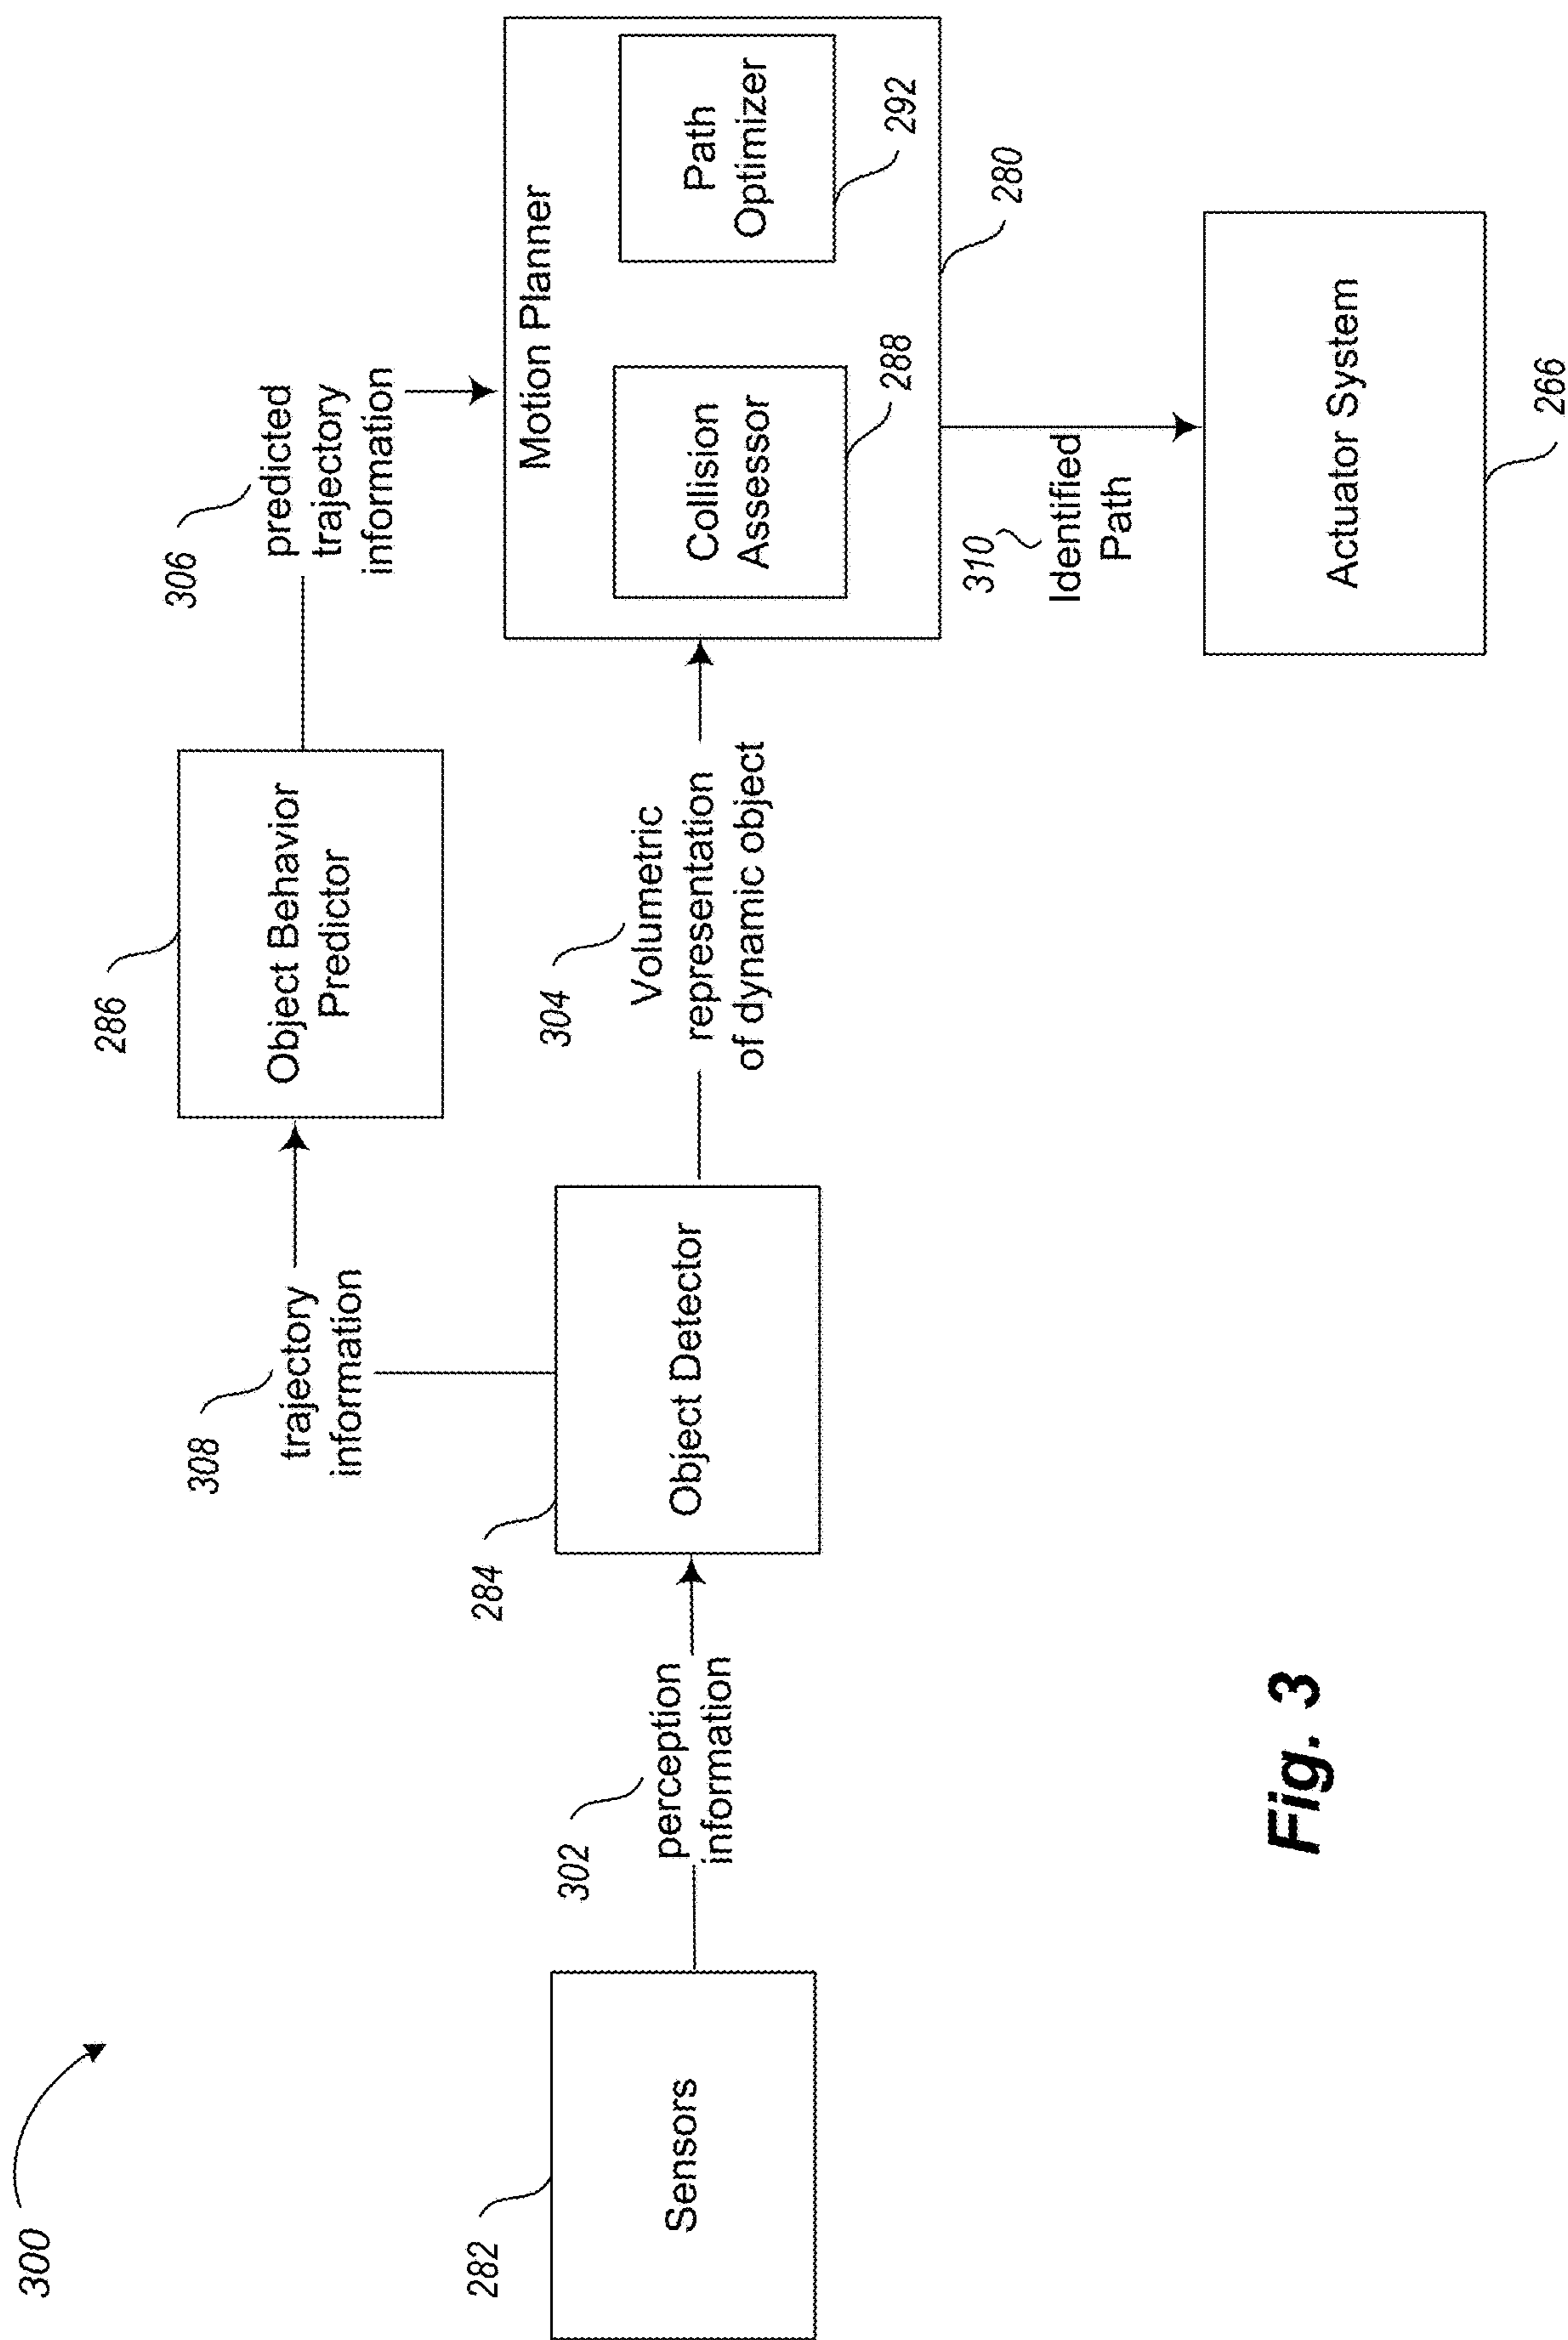 300
286
Object Behavior
Predictor
306
predicted
trajectory
information
308
trajectory
information
282
Sensors
302
perception
information
284
Object Detector
304
Volumetric
representation
of dynamic object
Motion Planner
Collision
Assessor
288
Path
Optimizer
292
280
310
Identified
Path
Actuator System
266
Fig. 3